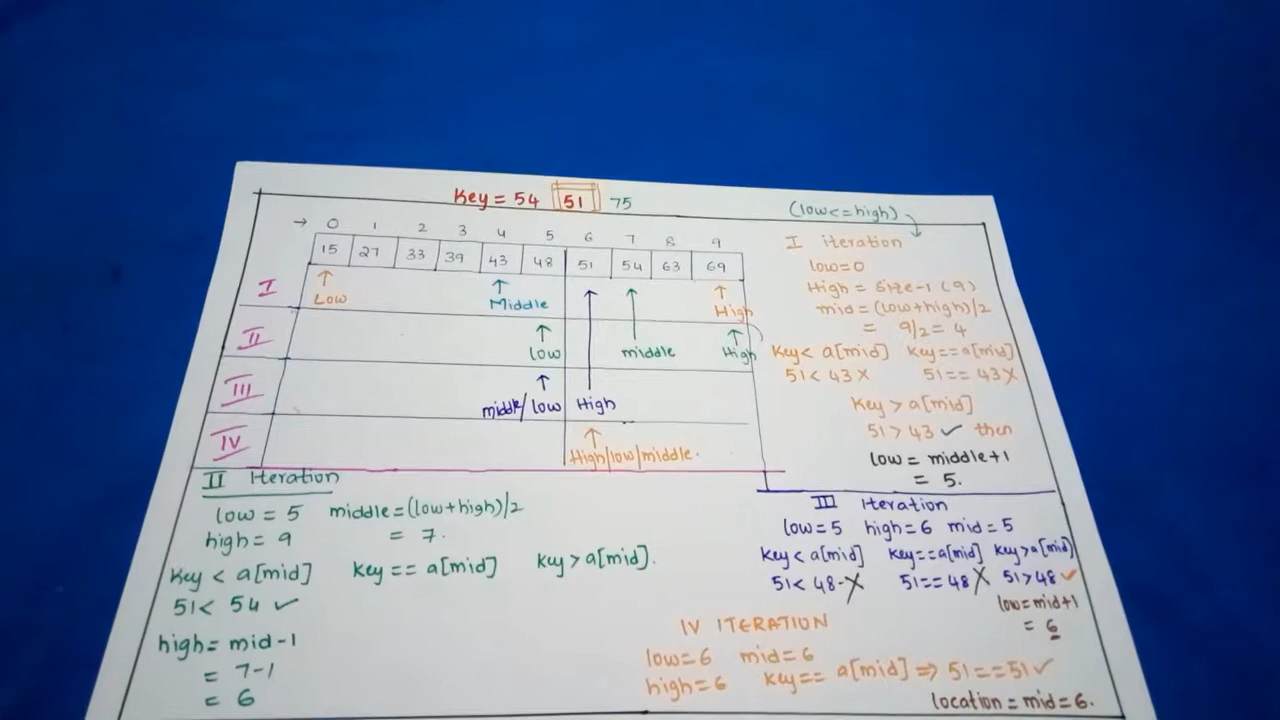 Key = 54 51 75
(low<=high)
→ 0 1 2 3 4 5 6 7 8 9
15 27 33 39 43 48 51 54 63 69
I
Low Middle High
II
low middle High
III
middle/low High
IV
High/low/middle.
I iteration
low=0
High = Size-1 (9)
mid = (low+high)/2
= 9/2 = 4
Key< a[mid] Key==a[mid]
51< 43 X 51== 43X
Key > a[mid]
51 > 43 ✓ then
low = middle+1
= 5.
II Iteration
low = 5 middle=(low+high)/2
high= 9 = 7.
Key < a[mid] Key == a[mid] Key > a[mid].
51< 54 ✓
high= mid-1
= 7-1
= 6
III Iteration
low=5 high=6 mid=5
Key< a[mid] Key==a[mid] Key>a[mid]
51< 48-X 51==48 X 51>48 ✓
low=mid+1
= 6
IV ITERATION
low=6 mid=6
high=6 Key== a[mid] ⇒ 51==51✓
location = mid=6.